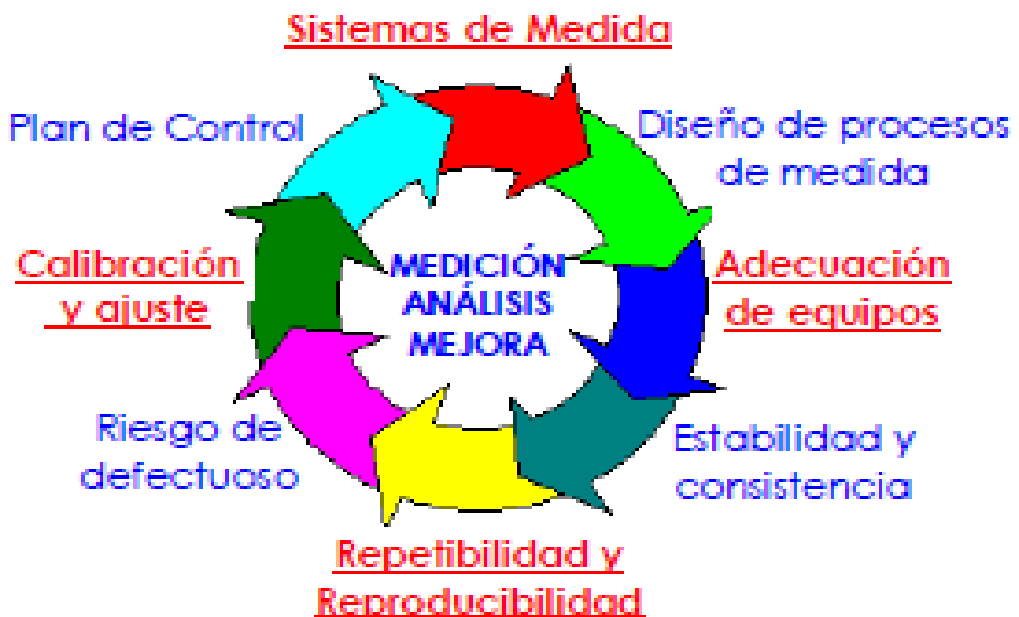 Sistemas de Medida
Plan de Control
Diseño de procesos
de medida
Calibración
y ajuste
MEDICIÓN
ANÁLISIS
MEJORA
Adecuación
de equipos
Riesgo de
defectuoso
Estabilidad y
consistencia
Repetibilidad y
Reproducibilidad